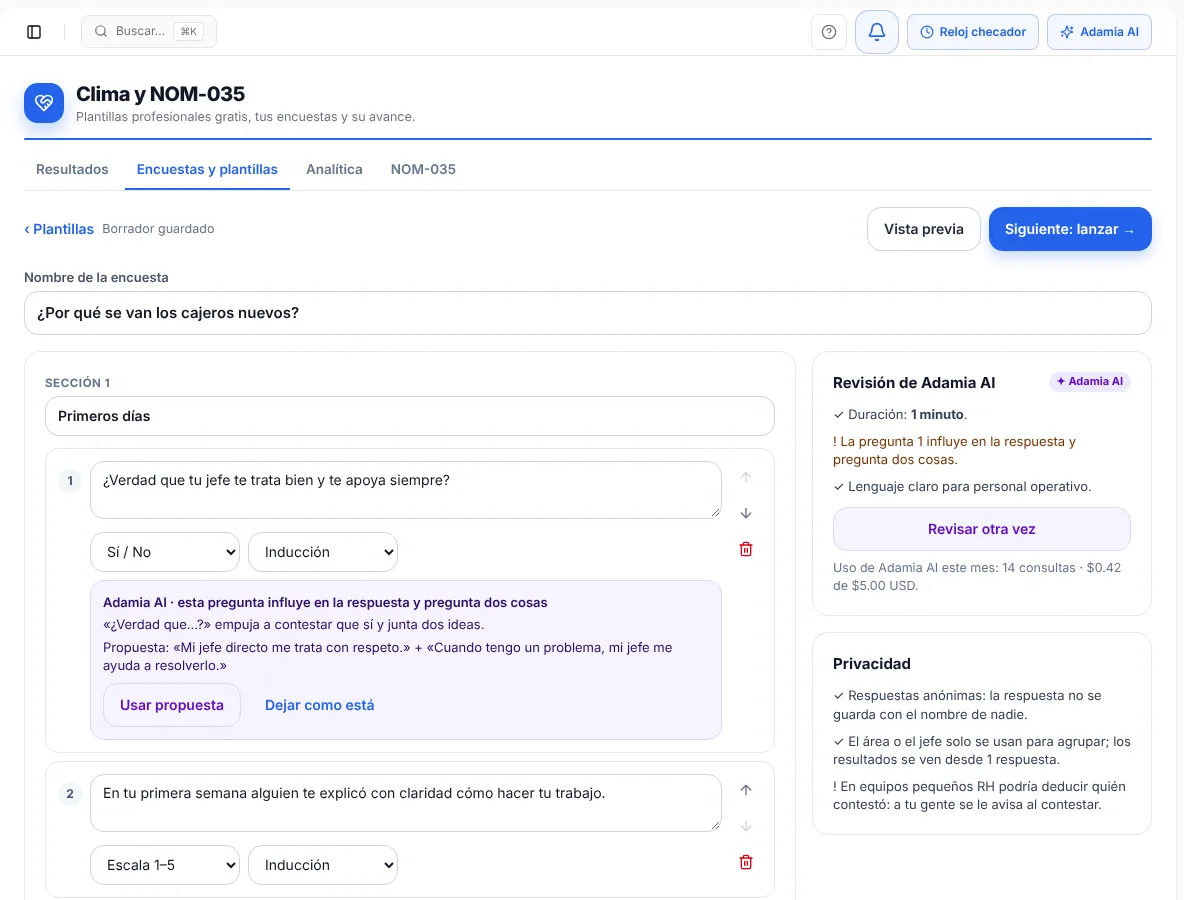 Buscar... ⌘K
Reloj checador
Adamia AI
Clima y NOM-035
Plantillas profesionales gratis, tus encuestas y su avance.
Resultados
Encuestas y plantillas
Analítica
NOM-035
‹ Plantillas
Borrador guardado
Vista previa
Siguiente: lanzar →
Nombre de la encuesta
¿Por qué se van los cajeros nuevos?
SECCIÓN 1
Primeros días
1
¿Verdad que tu jefe te trata bien y te apoya siempre?
Sí / No
Inducción
Adamia AI · esta pregunta influye en la respuesta y pregunta dos cosas
«¿Verdad que...?» empuja a contestar que sí y junta dos ideas.
Propuesta: «Mi jefe directo me trata con respeto.» + «Cuando tengo un problema, mi jefe me
ayuda a resolverlo.»
Usar propuesta
Dejar como está
2
En tu primera semana alguien te explicó con claridad cómo hacer tu trabajo.
Escala 1–5
Inducción
Revisión de Adamia AI
✦ Adamia AI
✓ Duración: 1 minuto.
! La pregunta 1 influye en la respuesta y
pregunta dos cosas.
✓ Lenguaje claro para personal operativo.
Revisar otra vez
Uso de Adamia AI este mes: 14 consultas · $0.42
de $5.00 USD.
Privacidad
✓ Respuestas anónimas: la respuesta no se
guarda con el nombre de nadie.
✓ El área o el jefe solo se usan para agrupar; los
resultados se ven desde 1 respuesta.
! En equipos pequeños RH podría deducir quién
contestó: a tu gente se le avisa al contestar.